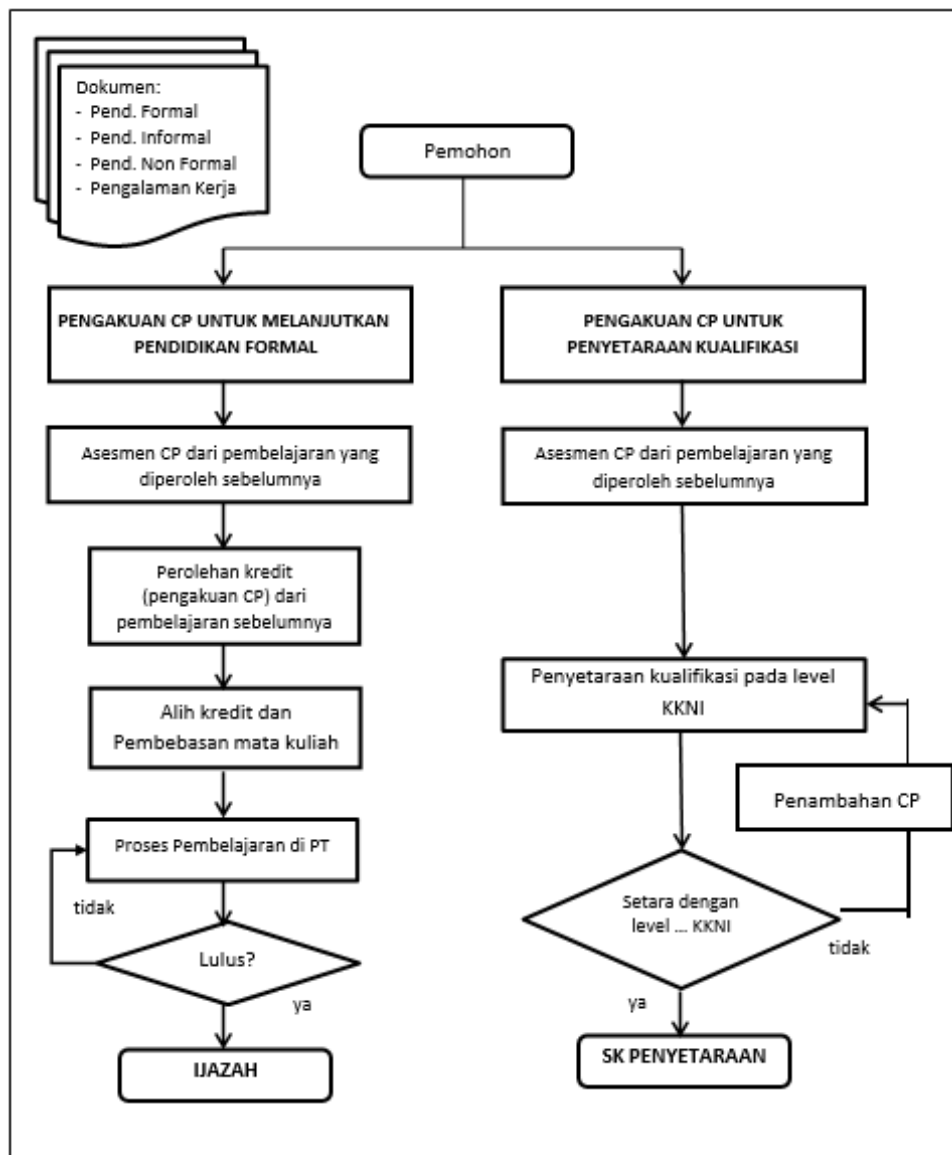 Dokumen:
- Pend. Formal
- Pend. Informal
- Pend. Non Formal
- Pengalaman Kerja
Pemohon
PENGAKUAN CP UNTUK MELANJUTKAN
PENDIDIKAN FORMAL
Asesmen CP dari pembelajaran yang
diperoleh sebelumnya
Perolehan kredit
(pengakuan CP) dari
pembelajaran sebelumnya
Alih kredit dan
Pembebasan mata kuliah
Proses Pembelajaran di PT
tidak
Lulus?
ya
IJAZAH
PENGAKUAN CP UNTUK
PENYETARAAN KUALIFIKASI
Asesmen CP dari pembelajaran yang
diperoleh sebelumnya
Penyetaraan kualifikasi pada level
KKNI
Penambahan CP
Setara dengan
level ... KKNI
tidak
ya
SK PENYETARAAN